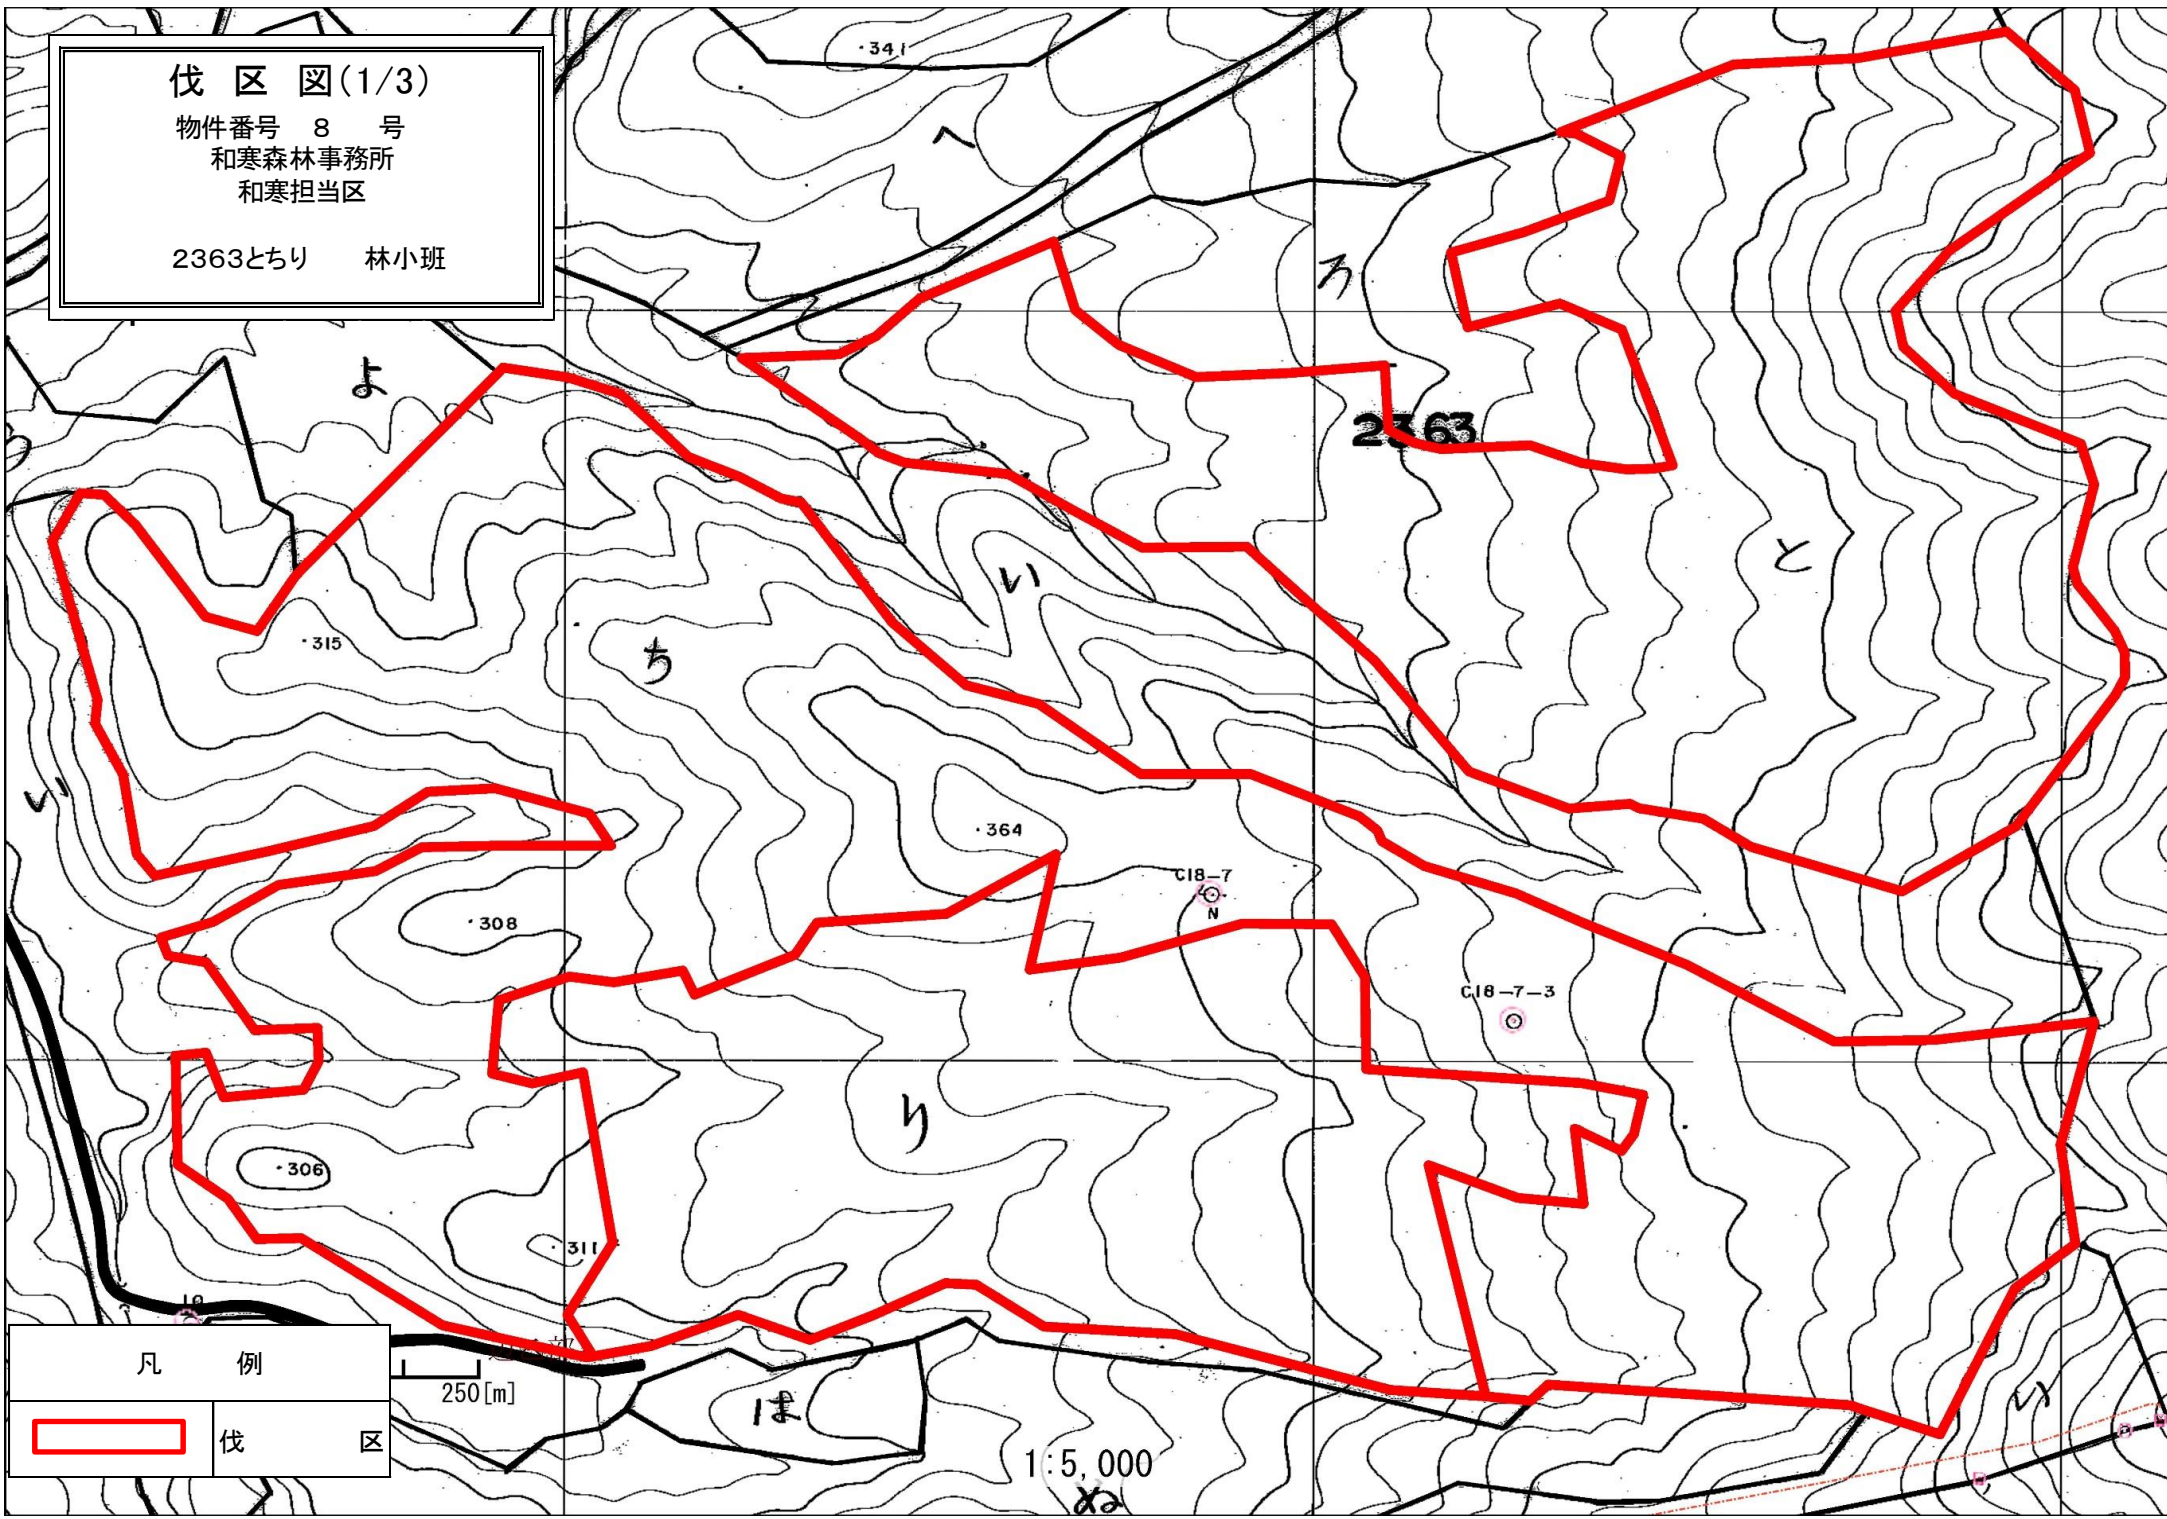 伐 区 図(1/3)
物件番号 8 号
和寒森林事務所
和寒担当区
2363とちり 林小班
・341
へ
ろ
よ
2363
と
い
・315
ち
い
・364
C18-7
N
・308
C18-7-3
り
・306
・311
10
凡 例
250[m]
伐 区
ほ
い
1:5,000
ぬ